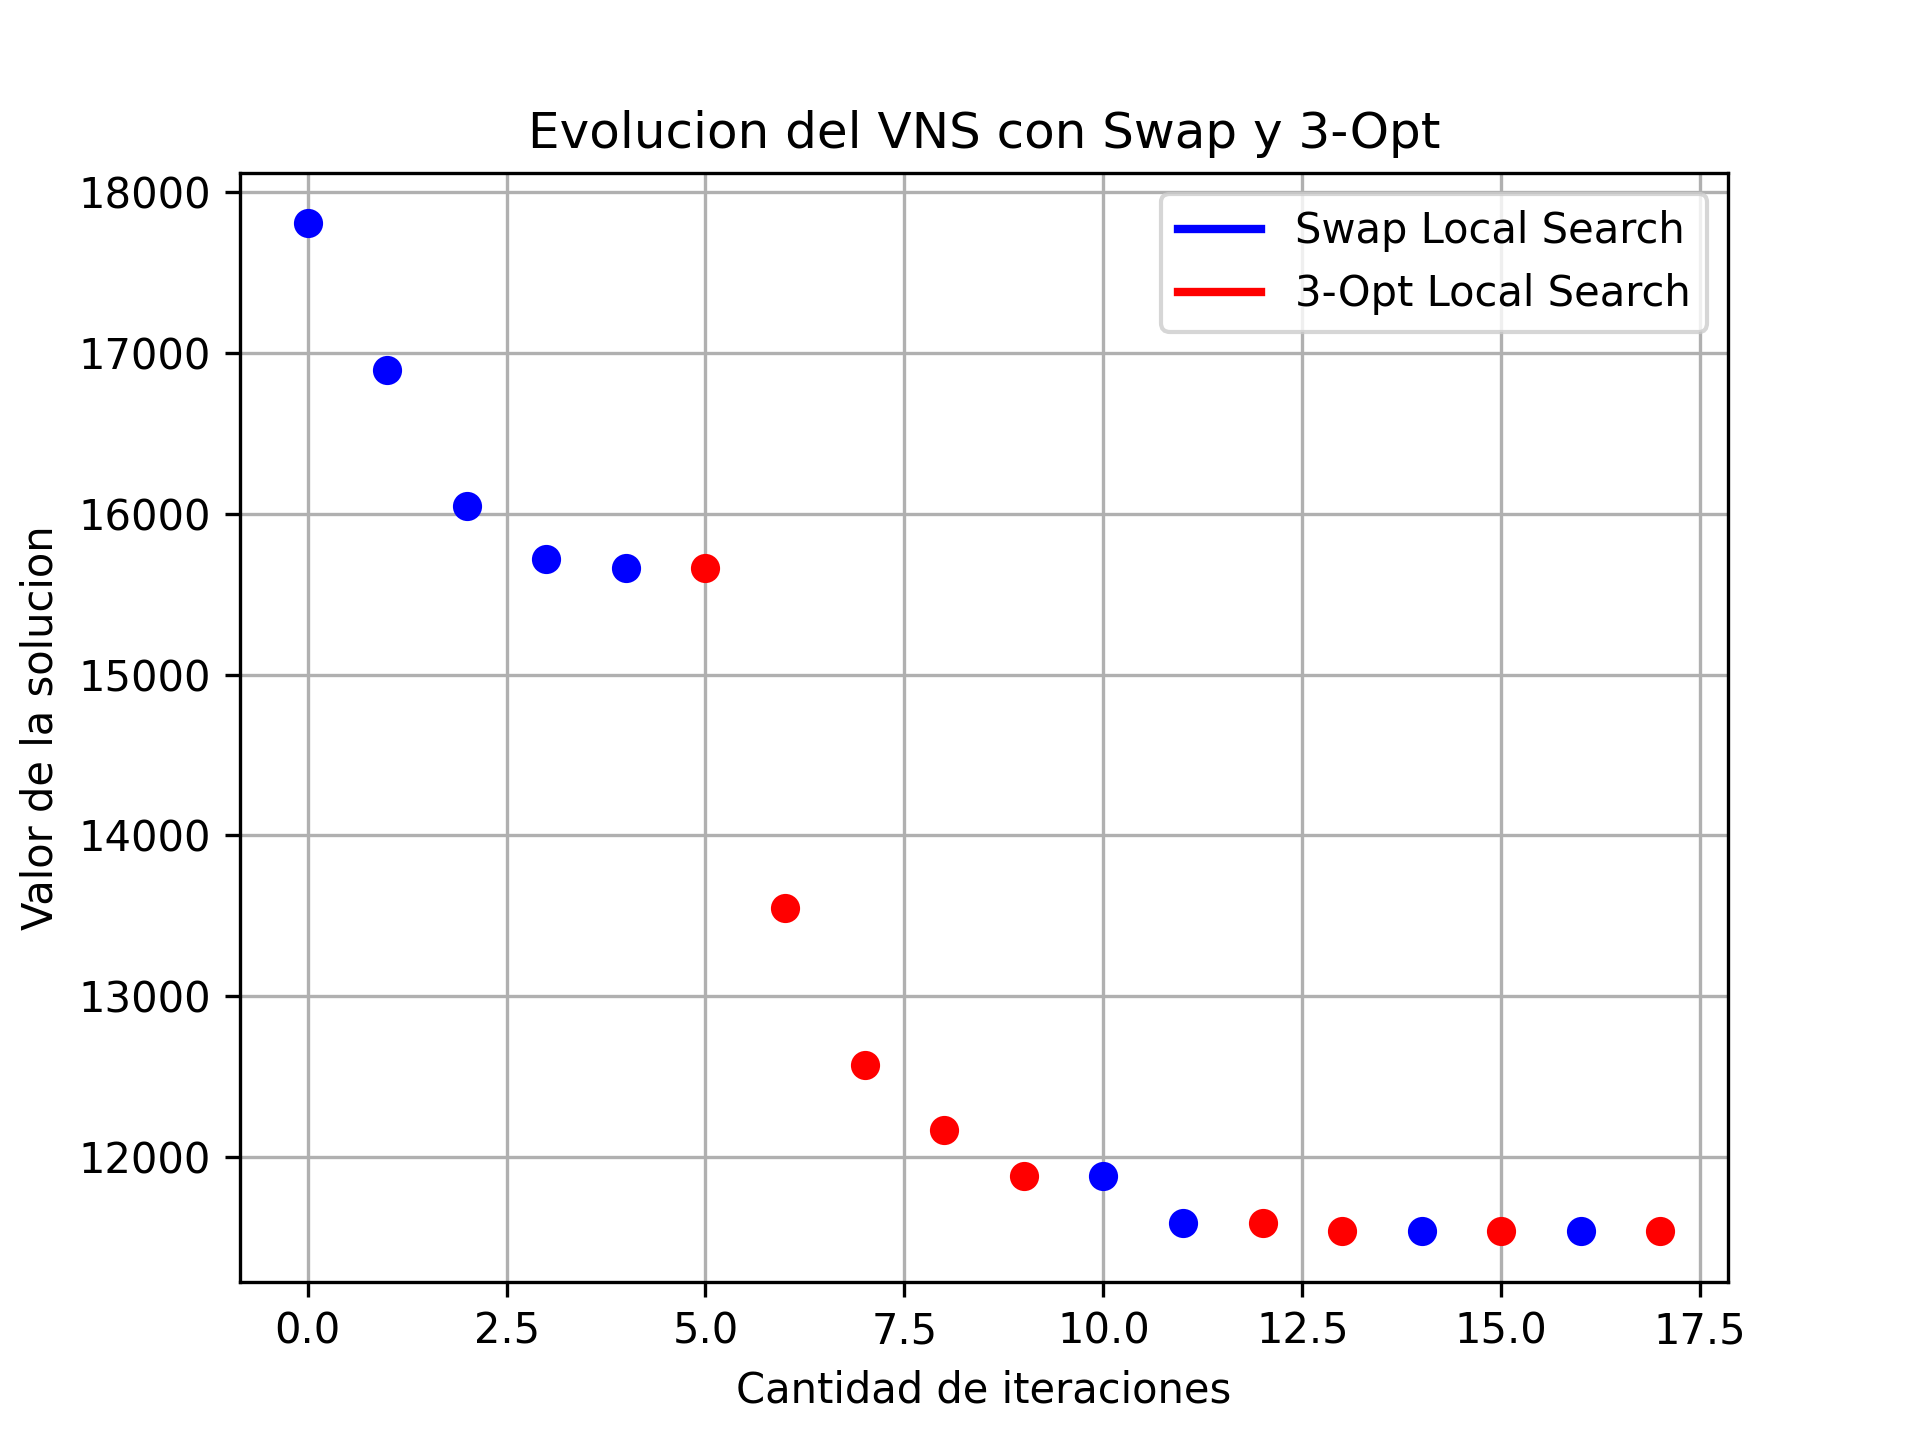 Evolucion del VNS con Swap y 3-Opt
Swap Local Search
3-Opt Local Search
Valor de la solucion
18000
17000
16000
15000
14000
13000
12000
0.0 2.5 5.0 7.5 10.0 12.5 15.0 17.5
Cantidad de iteraciones